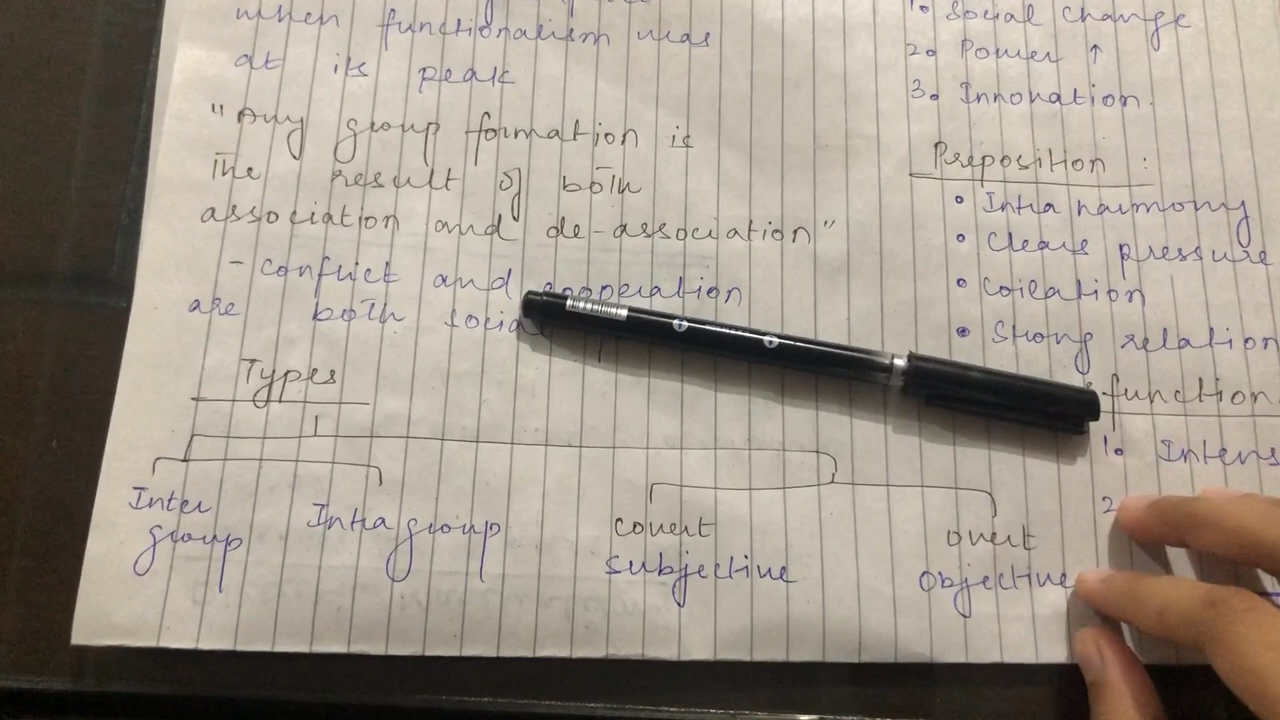 when functionalism was
at its peak
"Any group formation is
The result of both
association and de-association"
- conflict and cooperation
are both social
Types
Inter group
Intra group
covert subjective
overt objective
1. Social change
2. Power ↑
3. Innovation.
Preposition :
• Intra harmony
• Clears pressure
• Coilation
• Strong relation
function
1. Intens
2